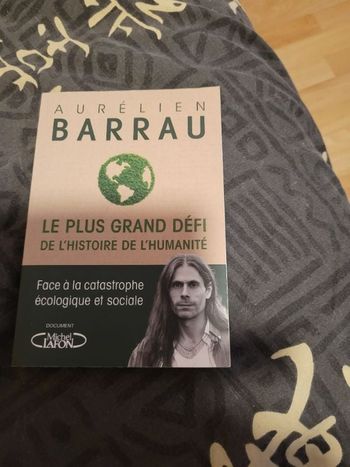 AURÉLIEN
BARRAU
LE PLUS GRAND DÉFI
DE L'HISTOIRE DE L'HUMANITÉ
Face à la catastrophe
écologique et sociale
DOCUMENT
Michel
LAFON